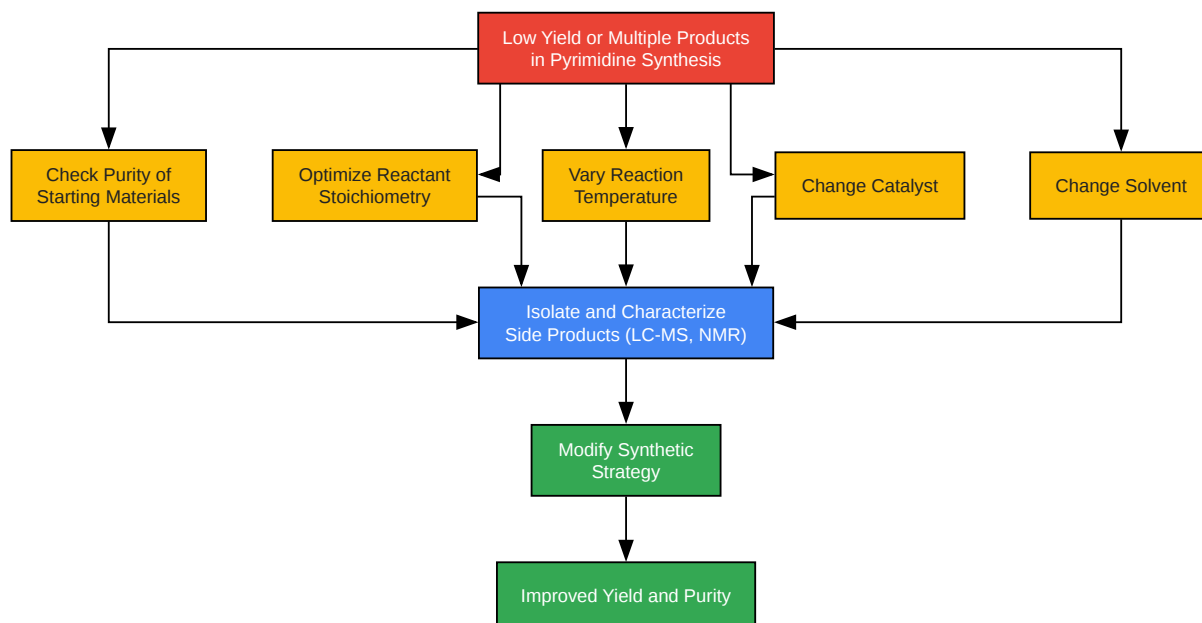 Low Yield or Multiple Products
in Pyrimidine Synthesis
Check Purity of
Starting Materials
Optimize Reactant
Stoichiometry
Vary Reaction
Temperature
Change Catalyst
Change Solvent
Isolate and Characterize
Side Products (LC-MS, NMR)
Modify Synthetic
Strategy
Improved Yield and Purity